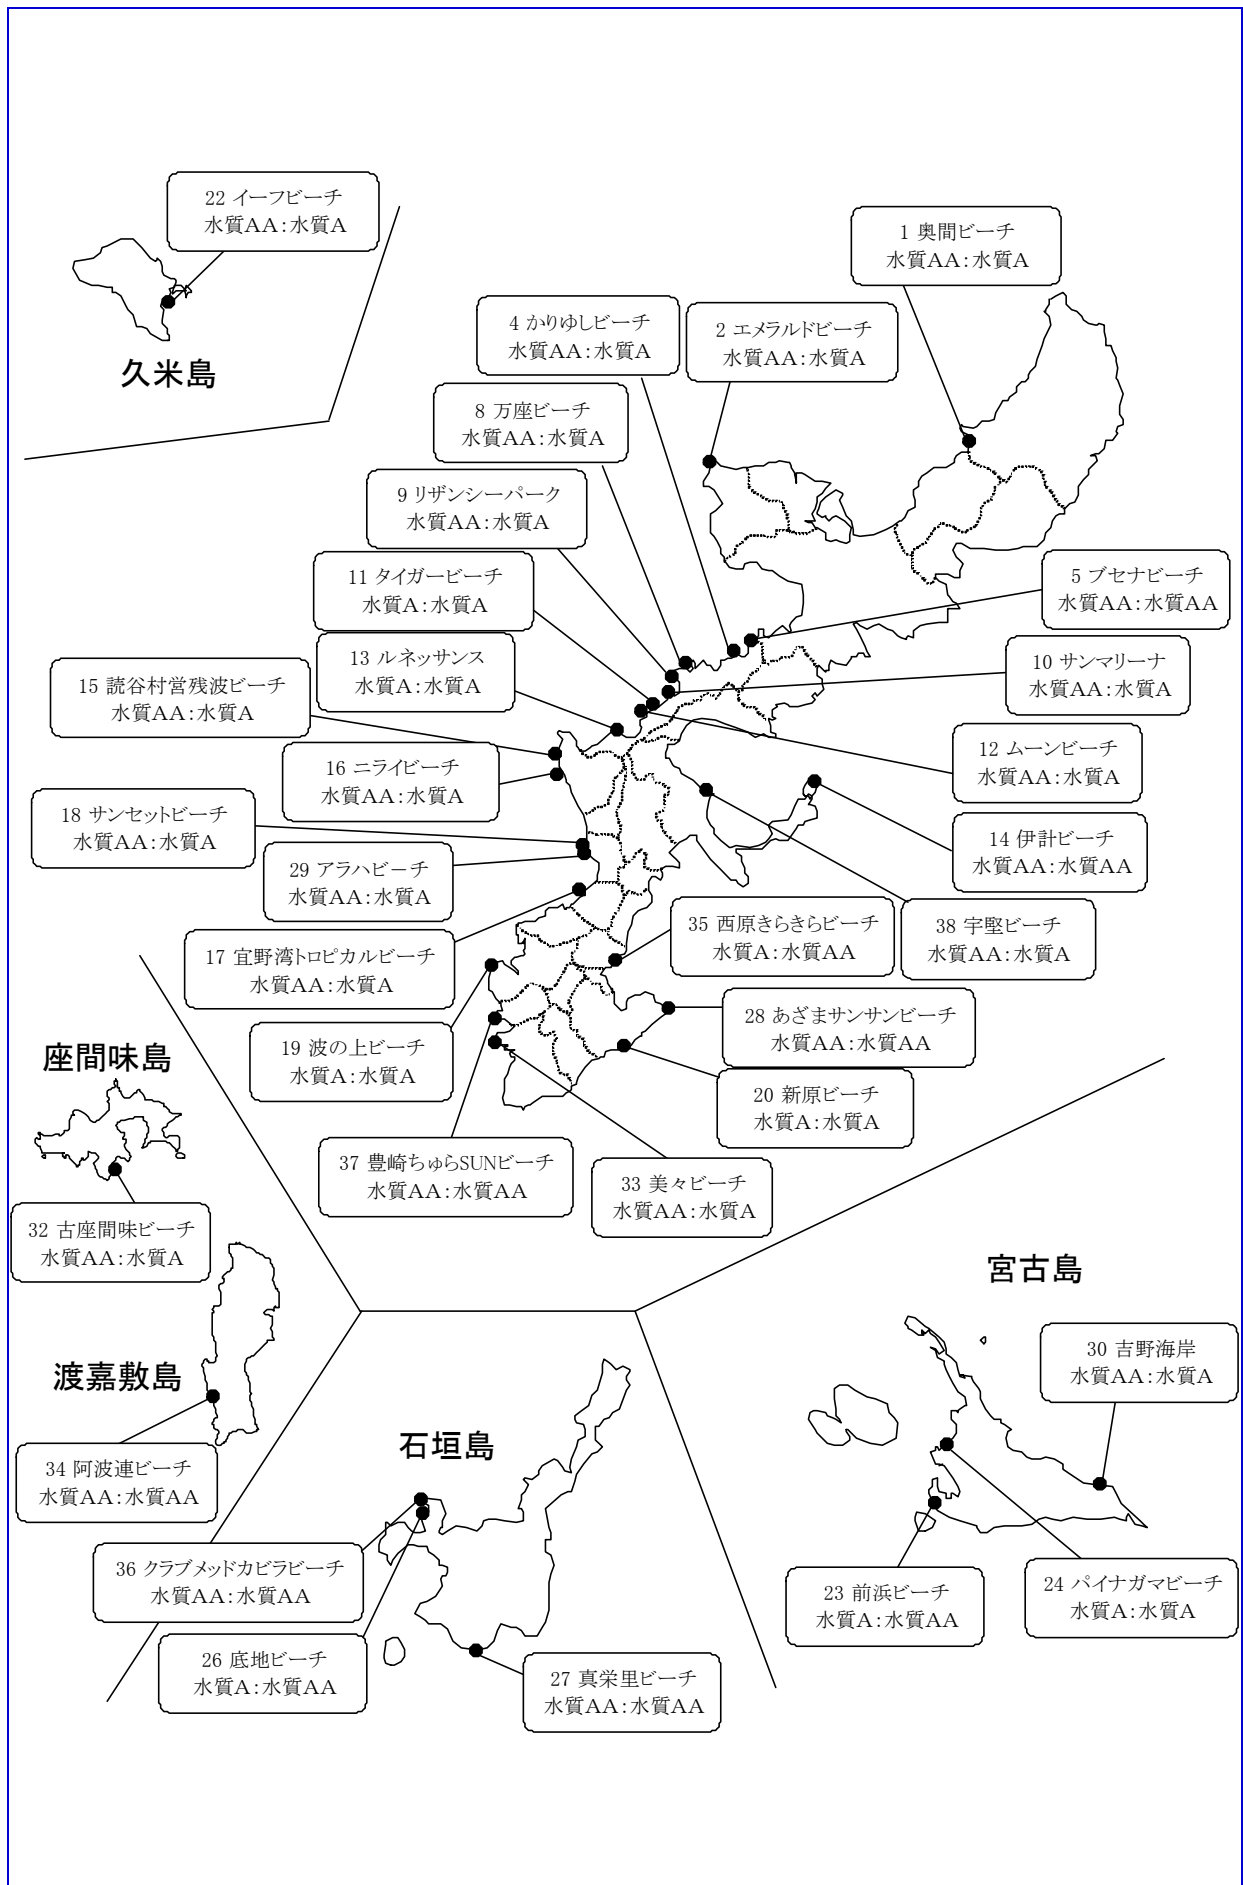 22 イーフビーチ
水質AA:水質A
久米島
1 奥間ビーチ
水質AA:水質A
4 かりゆしビーチ
水質AA:水質A
2 エメラルドビーチ
水質AA:水質A
8 万座ビーチ
水質AA:水質A
9 リザンシーパーク
水質AA:水質A
11 タイガービーチ
水質A:水質A
5 ブセナビーチ
水質AA:水質AA
13 ルネッサンス
水質A:水質A
10 サンマリーナ
水質AA:水質A
15 読谷村営残波ビーチ
水質AA:水質A
12 ムーンビーチ
水質AA:水質A
16 ニライビーチ
水質AA:水質A
18 サンセットビーチ
水質AA:水質A
14 伊計ビーチ
水質AA:水質AA
29 アラハビーチ
水質AA:水質A
35 西原きらきらビーチ
水質A:水質AA
38 宇堅ビーチ
水質AA:水質A
17 宜野湾トロピカルビーチ
水質AA:水質A
28 あざまサンサンビーチ
水質AA:水質AA
19 波の上ビーチ
水質A:水質A
20 新原ビーチ
水質A:水質A
座間味島
37 豊崎ちゅらSUNビーチ
水質AA:水質AA
33 美々ビーチ
水質AA:水質A
32 古座間味ビーチ
水質AA:水質A
宮古島
30 吉野海岸
水質AA:水質A
渡嘉敷島
石垣島
34 阿波連ビーチ
水質AA:水質AA
36 クラブメッドカビラビーチ
水質AA:水質AA
23 前浜ビーチ
水質A:水質AA
24 パイナガマビーチ
水質A:水質A
26 底地ビーチ
水質A:水質AA
27 真栄里ビーチ
水質AA:水質AA